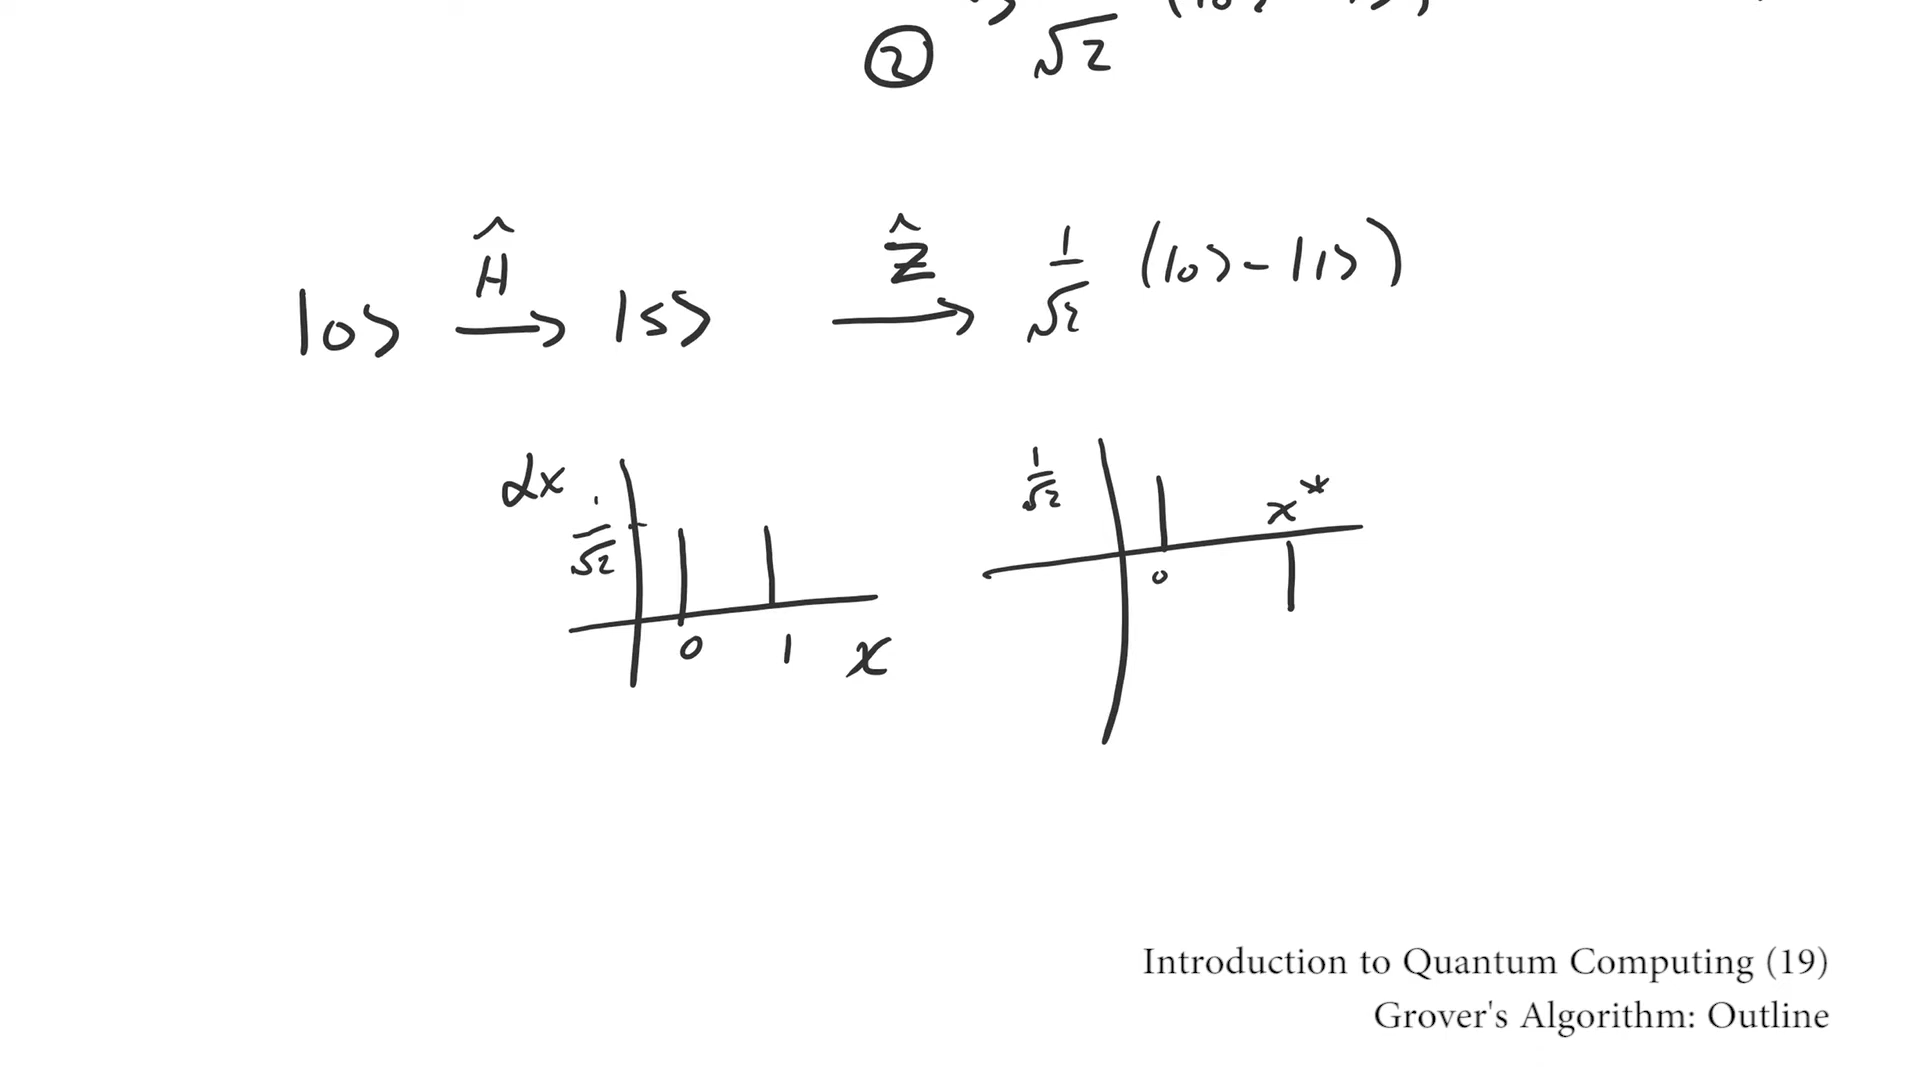 ② √2
|0⟩ Ĥ→ |s⟩ Ẑ→ 1/√2 (|0⟩ - |1⟩)
αx 1/√2
0 1 x
1/√2 x*
0
Introduction to Quantum Computing (19)
Grover's Algorithm: Outline